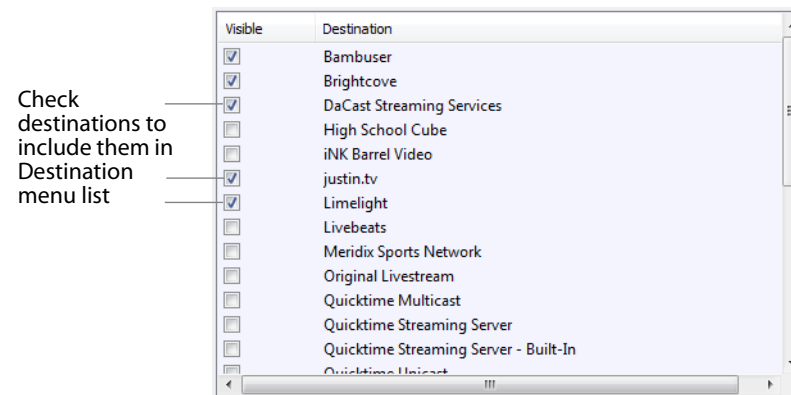 Visible Destination
Bambuser
Brightcove
DaCast Streaming Services
High School Cube
iNK Barrel Video
justin.tv
Limelight
Livebeats
Meridix Sports Network
Original Livestream
Quicktime Multicast
Quicktime Streaming Server
Quicktime Streaming Server - Built-In
Quicktime Unicast
Check
destinations to
include them in
Destination
menu list